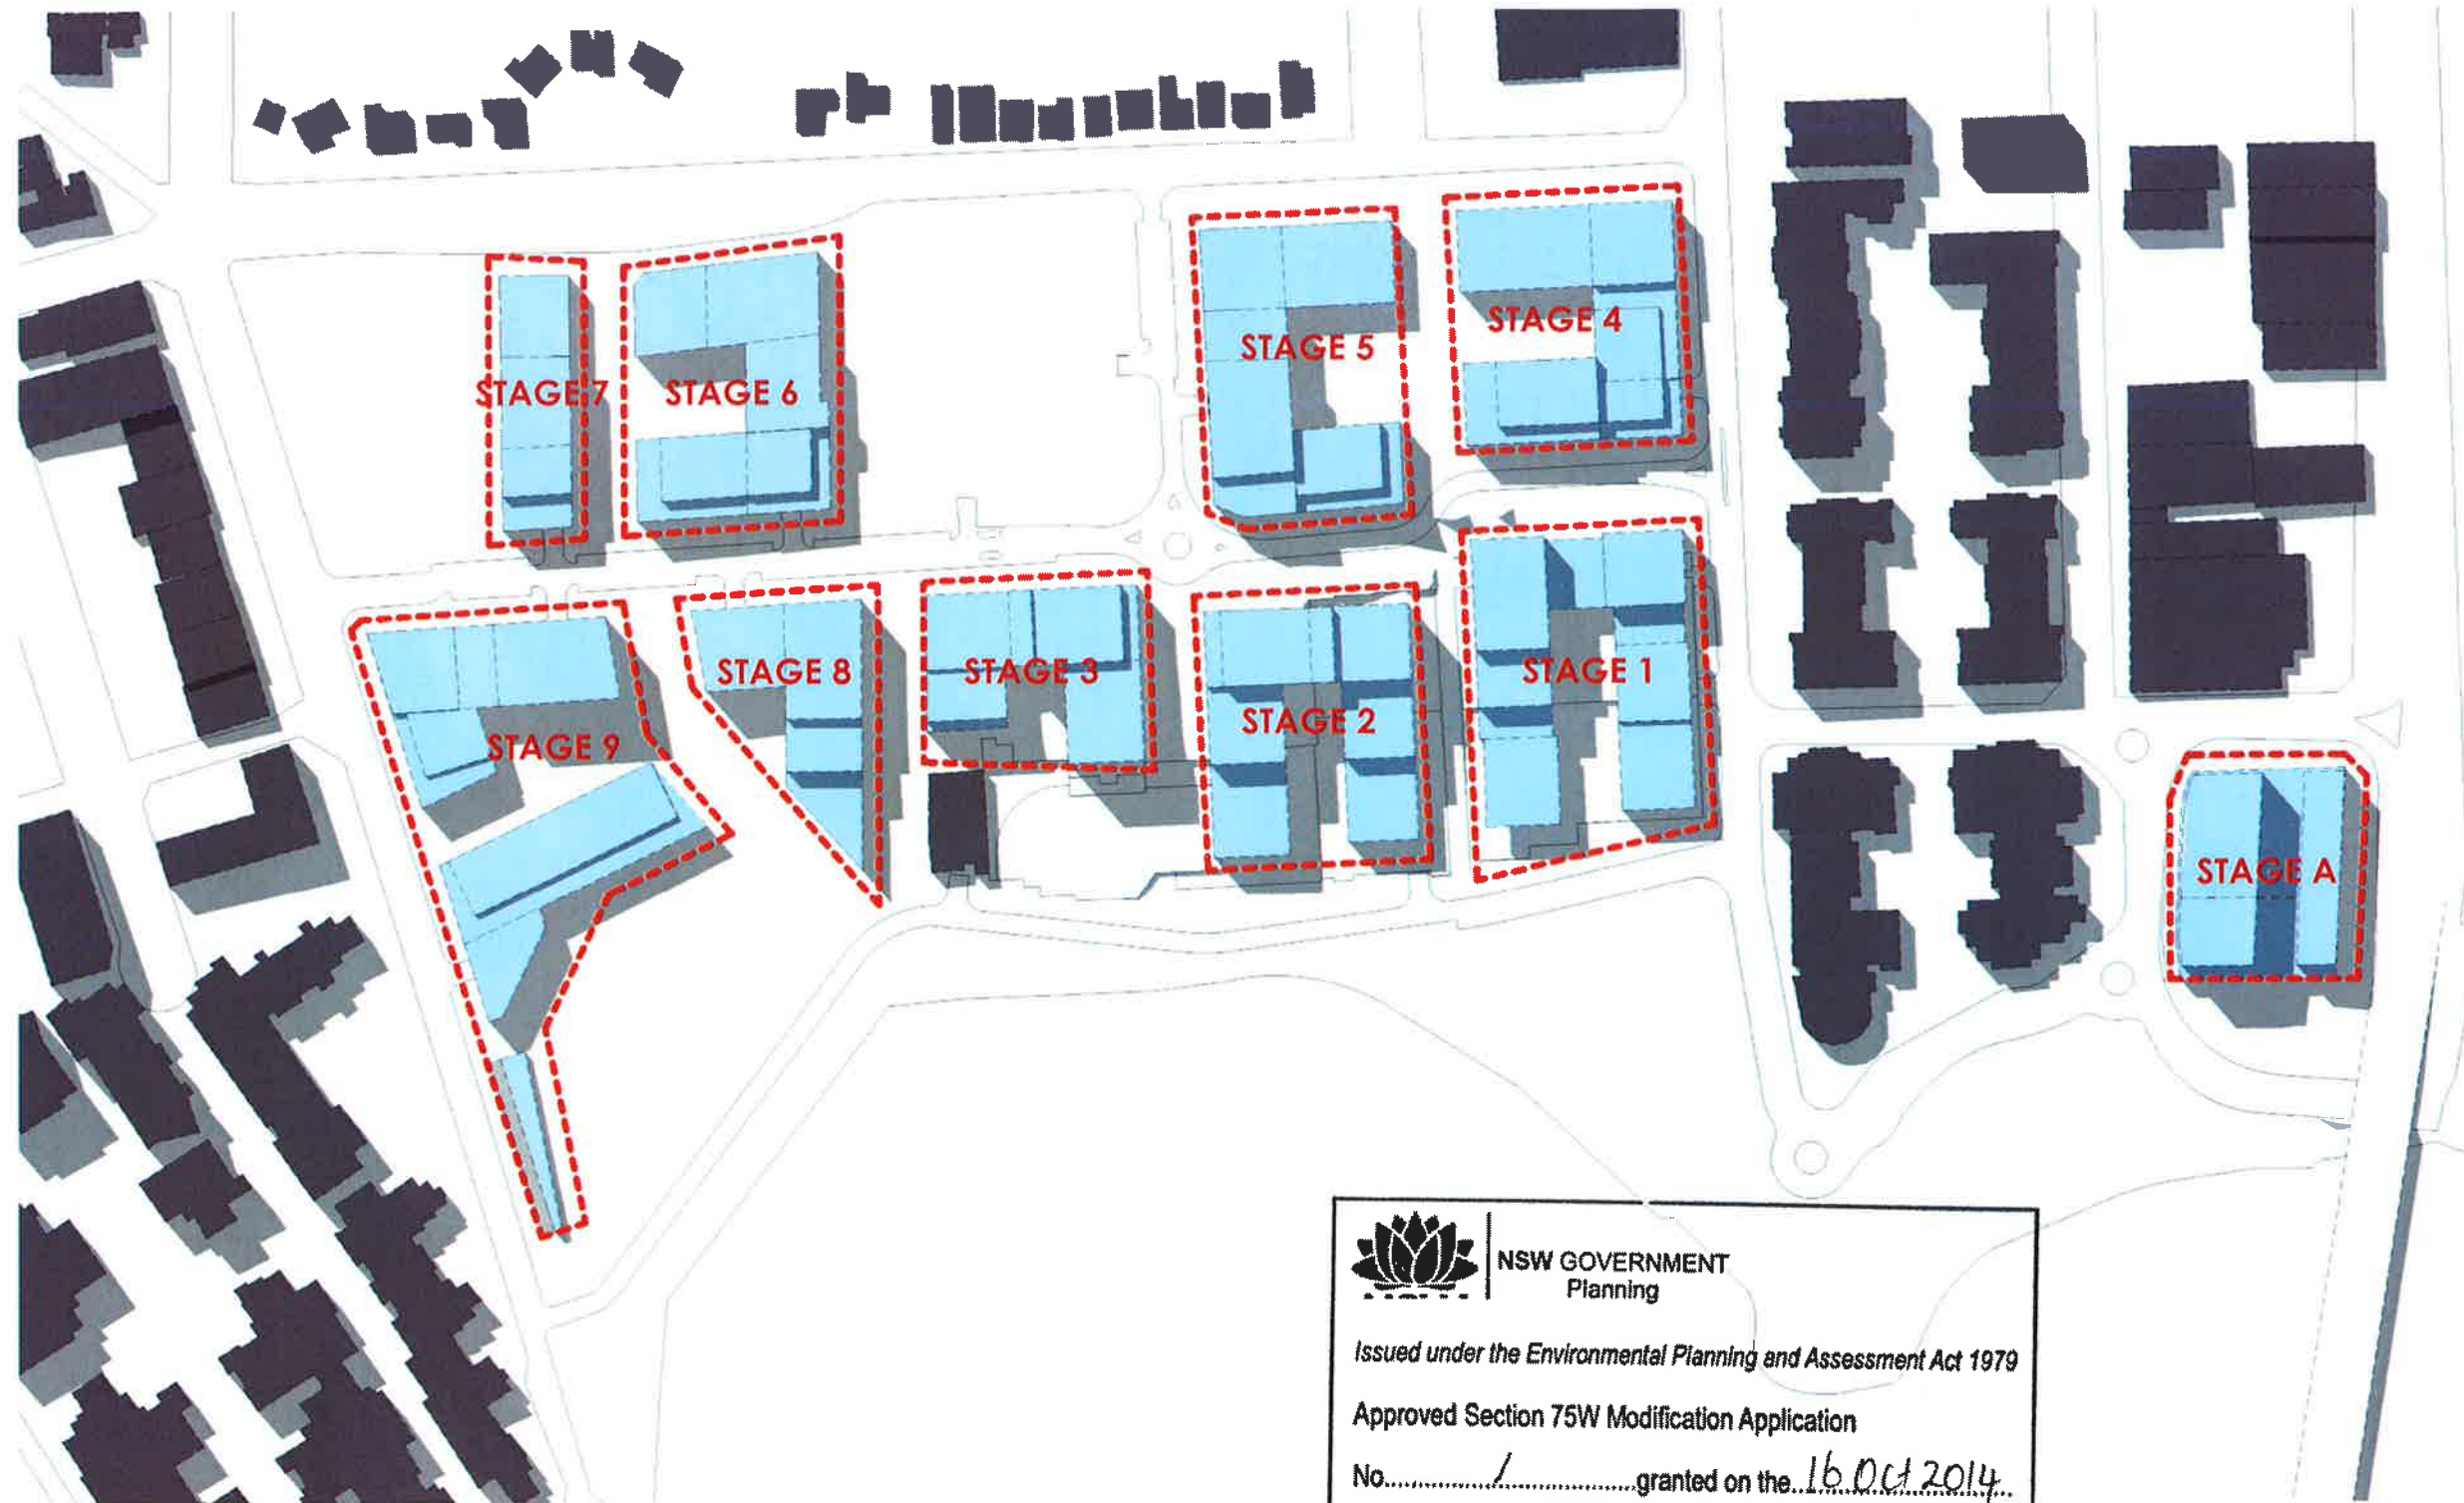 STAGE 4
STAGE 5
STAGE 7
STAGE 6
STAGE 8
STAGE 3
STAGE 1
STAGE 2
STAGE 9
STAGE A
NSW GOVERNMENT
Planning
Issued under the Environmental Planning and Assessment Act 1979
Approved Section 75W Modification Application
No..........1..........granted on the..16 Oct 2014..